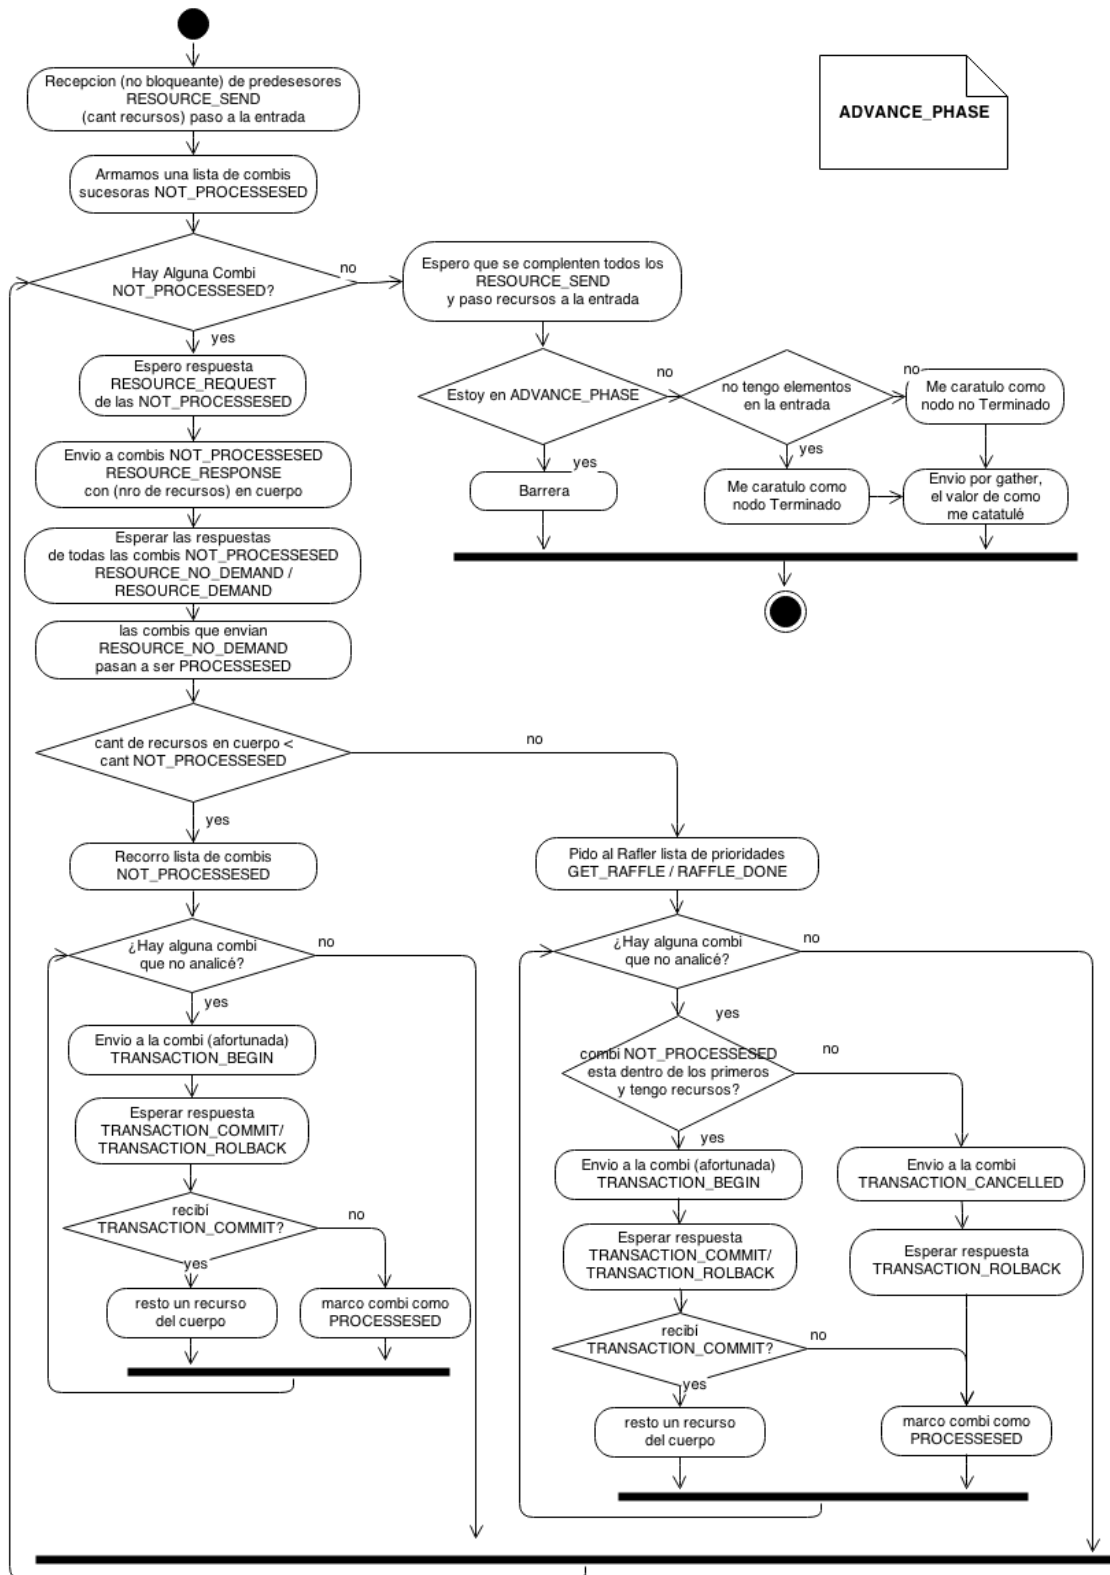 Recepcion (no bloqueante) de predesesores
RESOURCE_SEND
(cant recursos) paso a la entrada
ADVANCE_PHASE
Armamos una lista de combis
sucesoras NOT_PROCESSESED
Hay Alguna Combi
NOT_PROCESSESED?
no
yes
Espero que se complenten todos los
RESOURCE_SEND
y paso recursos a la entrada
Espero respuesta
RESOURCE_REQUEST
de las NOT_PROCESSESED
Estoy en ADVANCE_PHASE
no
yes
no tengo elementos
en la entrada
no
yes
Me caratulo como
nodo no Terminado
Envio a combis NOT_PROCESSESED
RESOURCE_RESPONSE
con (nro de recursos) en cuerpo
Barrera
Me caratulo como
nodo Terminado
Envio por gather,
el valor de como
me catatulé
Esperar las respuestas
de todas las combis NOT_PROCESSESED
RESOURCE_NO_DEMAND /
RESOURCE_DEMAND
las combis que envian
RESOURCE_NO_DEMAND
pasan a ser PROCESSESED
cant de recursos en cuerpo <
cant NOT_PROCESSESED
no
yes
Recorro lista de combis
NOT_PROCESSESED
¿Hay alguna combi
que no analicé?
no
yes
Envio a la combi (afortunada)
TRANSACTION_BEGIN
Esperar respuesta
TRANSACTION_COMMIT/
TRANSACTION_ROLBACK
recibí
TRANSACTION_COMMIT?
no
yes
resto un recurso
del cuerpo
marco combi como
PROCESSESED
Pido al Rafler lista de prioridades
GET_RAFFLE / RAFFLE_DONE
¿Hay alguna combi
que no analicé?
no
yes
combi NOT_PROCESSESED
esta dentro de los primeros
y tengo recursos?
no
yes
Envio a la combi (afortunada)
TRANSACTION_BEGIN
Envio a la combi
TRANSACTION_CANCELLED
Esperar respuesta
TRANSACTION_COMMIT/
TRANSACTION_ROLBACK
Esperar respuesta
TRANSACTION_ROLBACK
recibí
TRANSACTION_COMMIT?
no
yes
resto un recurso
del cuerpo
marco combi como
PROCESSESED